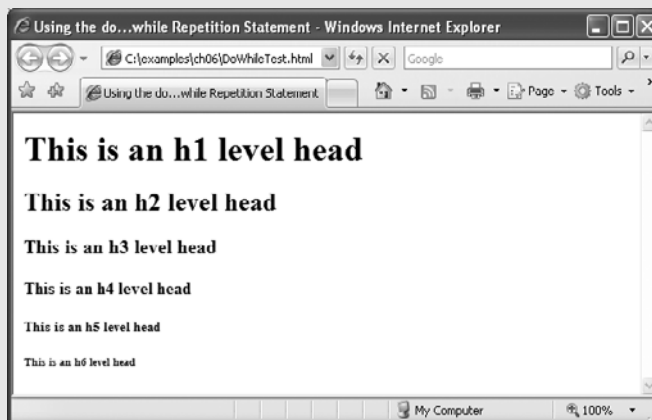 Using the do...while Repetition Statement - Windows Internet Explorer
C:\examples\ch06\DoWhileTest.html
Google
Using the do...while Repetition Statement
Page
Tools
This is an h1 level head
This is an h2 level head
This is an h3 level head
This is an h4 level head
This is an h5 level head
This is an h6 level head
My Computer
100%